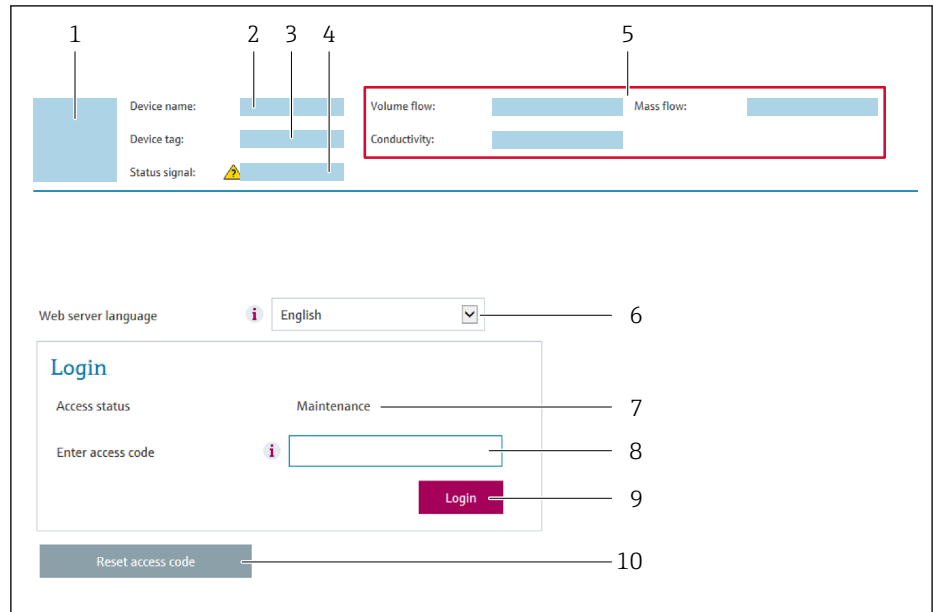 1 2 3 4 5
Device name: Volume flow: Mass flow:
Device tag: Conductivity:
Status signal: ?
Web server language i English 6
Login
Access status Maintenance 7
Enter access code i 8
Login 9
Reset access code 10